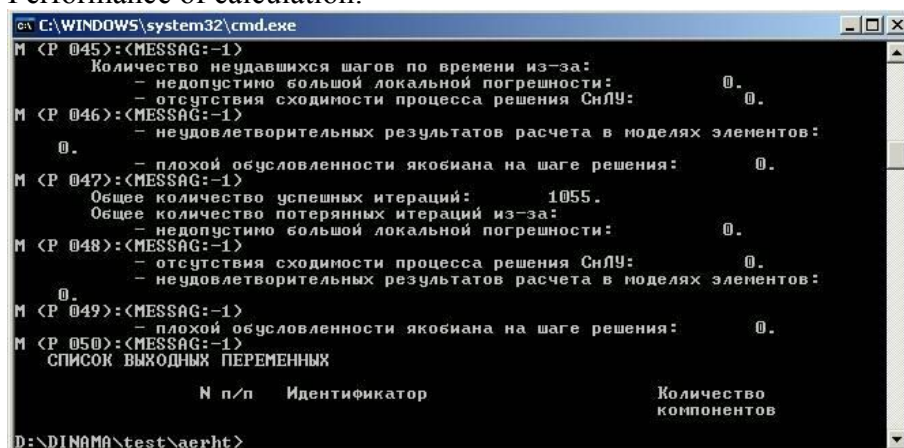 Performance of calculation:
C:\WINDOWS\system32\cmd.exe
M (P 045):(MESSAG:-1)
Количество неудавшихся шагов по времени из-за:
- недопустимо большой локальной погрешности: 0.
- отсутствия сходимости процесса решения СнЛУ: 0.
M (P 046):(MESSAG:-1)
- неудовлетворительных результатов расчета в моделях элементов:
0.
- плохой обусловленности якобиана на шаге решения: 0.
M (P 047):(MESSAG:-1)
Общее количество успешных итераций: 1055.
Общее количество потерянных итераций из-за:
- недопустимо большой локальной погрешности: 0.
M (P 048):(MESSAG:-1)
- отсутствия сходимости процесса решения СнЛУ: 0.
- неудовлетворительных результатов расчета в моделях элементов:
0.
M (P 049):(MESSAG:-1)
- плохой обусловленности якобиана на шаге решения: 0.
M (P 050):(MESSAG:-1)
СПИСОК ВЫХОДНЫХ ПЕРЕМЕННЫХ
N п/п Идентификатор Количество
компонентов
D:\DINAMA\test\aerht>